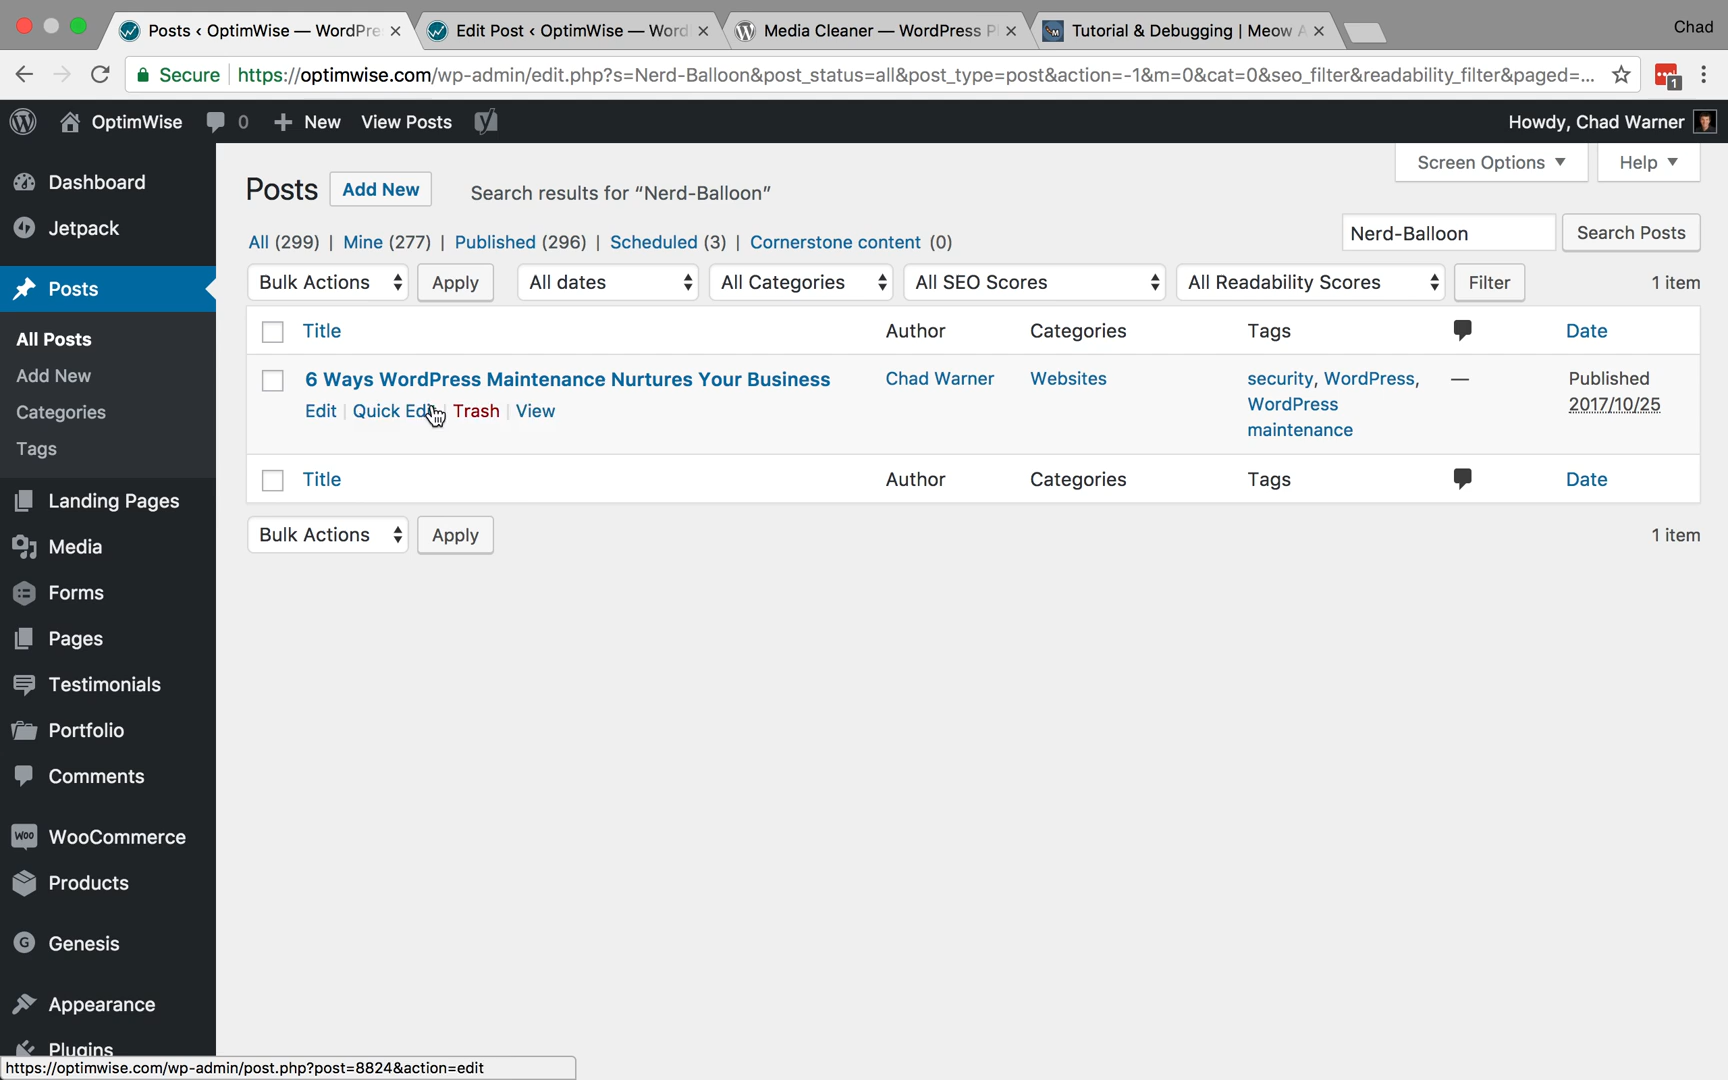 Posts ‹ OptimWise — WordPre
Edit Post ‹ OptimWise — Word
Media Cleaner — WordPress P
Tutorial & Debugging | Meow A
Chad
Secure
https://optimwise.com/wp-admin/edit.php?s=Nerd-Balloon&post_status=all&post_type=post&action=-1&m=0&cat=0&seo_filter&readability_filter&paged=...
1
OptimWise
0
New
View Posts
Howdy, Chad Warner
Dashboard
Jetpack
Posts
All Posts
Add New
Categories
Tags
Landing Pages
Media
Forms
Pages
Testimonials
Portfolio
Comments
WOO WooCommerce
Products
G Genesis
Appearance
Plugins
Screen Options
Help
Posts
Add New
Search results for “Nerd-Balloon”
All (299) | Mine (277) | Published (296) | Scheduled (3) | Cornerstone content (0)
Nerd-Balloon
Search Posts
Bulk Actions
Apply
All dates
All Categories
All SEO Scores
All Readability Scores
Filter
1 item
Title
Author
Categories
Tags
Date
6 Ways WordPress Maintenance Nurtures Your Business
Edit | Quick Edit | Trash | View
Chad Warner
Websites
security, WordPress,
WordPress
maintenance
—
Published
2017/10/25
Title
Author
Categories
Tags
Date
Bulk Actions
Apply
1 item
https://optimwise.com/wp-admin/post.php?post=8824&action=edit